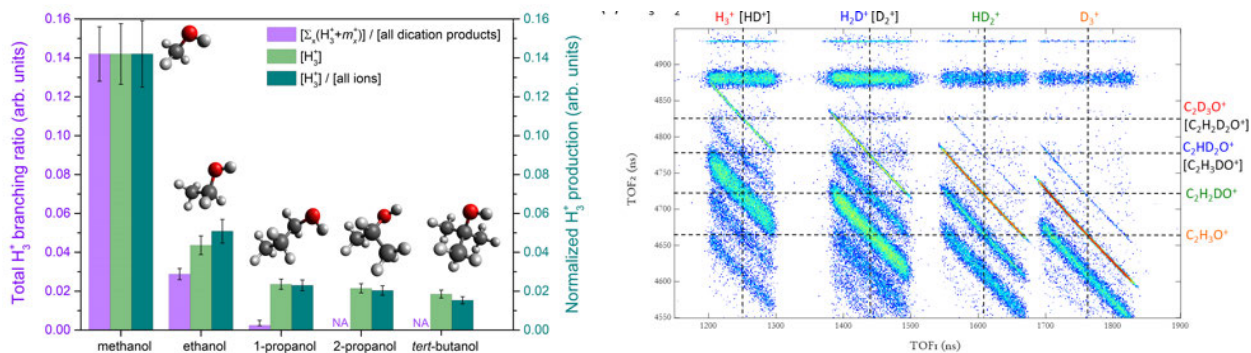 Total H₃⁺ branching ratio (arb. units)
0.16
0.14
0.12
0.10
0.08
0.06
0.04
0.02
0.00
[Σₓ(H₃⁺+mₓ⁺)] / [all dication products]
[H₃⁺]
[H₃⁺] / [all ions]
NA
NA
methanol
ethanol
1-propanol
2-propanol
tert-butanol
0.16
0.14
0.12
0.10
0.08
0.06
0.04
0.02
0.00
Normalized H₃⁺ production (arb. units)
H₃⁺ [HD⁺]
H₂D⁺ [D₂⁺]
HD₂⁺
D₃⁺
TOF₂ (ns)
4900
4850
4800
4750
4700
4650
4600
4550
1200
1300
1400
1500
1600
1700
1800
1900
TOF₁ (ns)
C₂D₃O⁺
[C₂H₂D₂O⁺]
C₂HD₂O⁺
[C₂H₃DO⁺]
C₂H₂DO⁺
C₂H₃O⁺